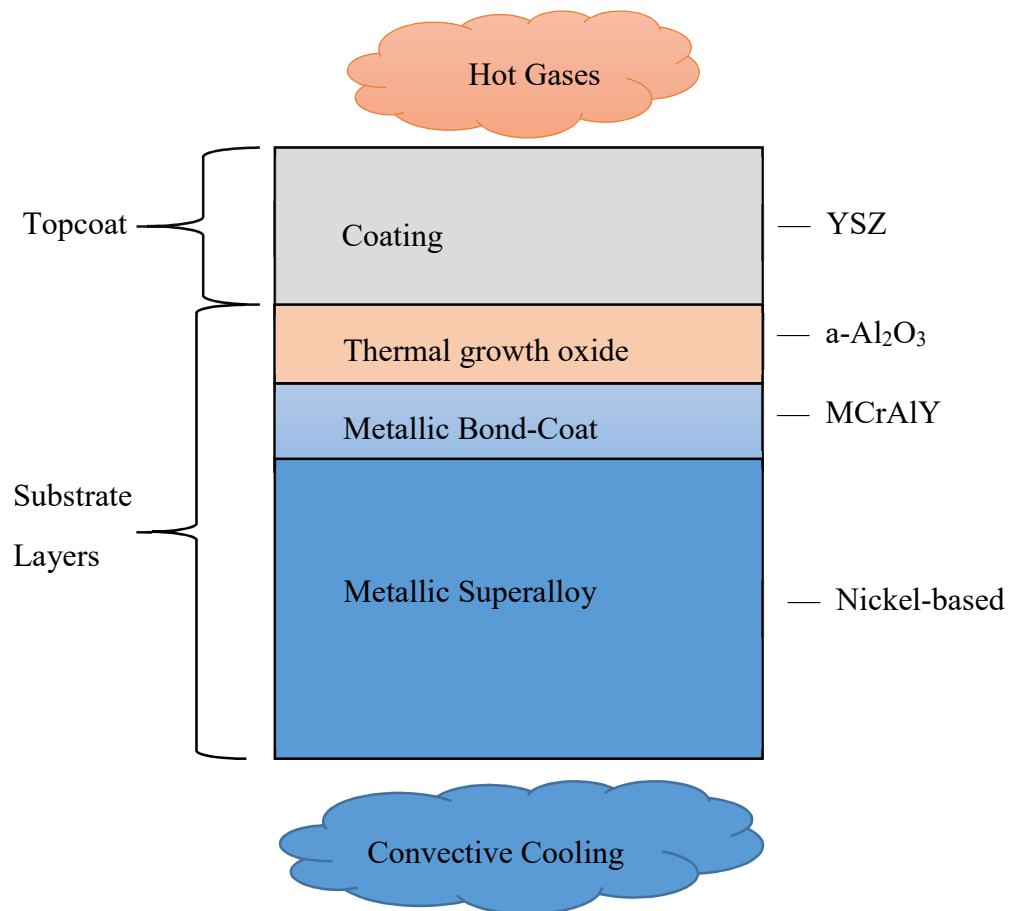 Hot Gases
Topcoat
Coating
— YSZ
Thermal growth oxide
— a-Al₂O₃
Metallic Bond-Coat
— MCrAlY
Substrate
Layers
Metallic Superalloy
— Nickel-based
Convective Cooling